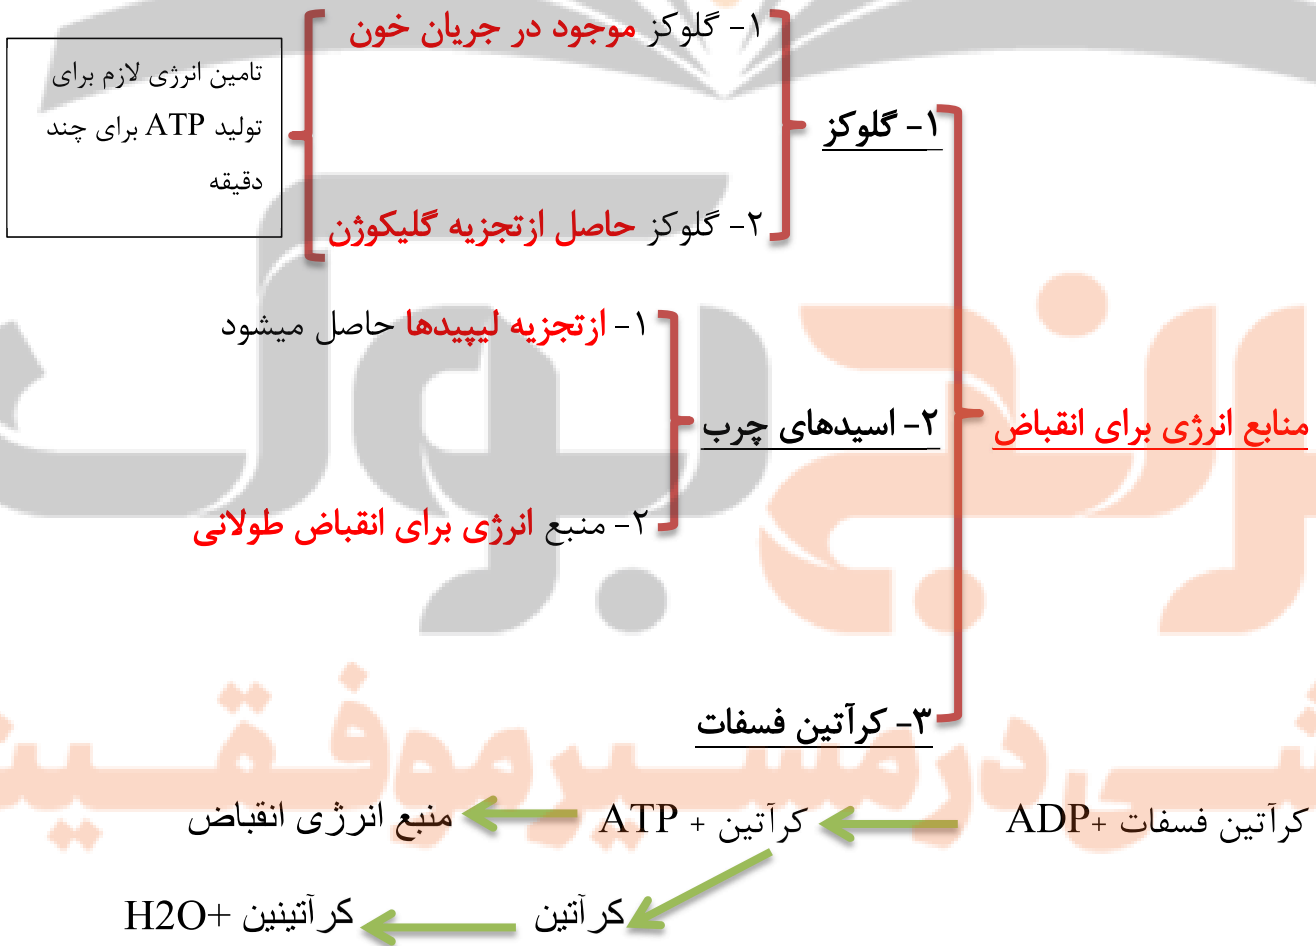 ۱- گلوکز موجود در جریان خون
تامین انرژی لازم برای
تولید ATP برای چند
دقیقه
۱- گلوکز
۲- گلوکز حاصل ازتجزیه گلیکوژن
۱- ازتجزیه لیپیدها حاصل میشود
منابع انرژی برای انقباض
۲- اسیدهای چرب
۲- منبع انرژی برای انقباض طولانی
۳- کرآتین فسفات
کرآتین فسفات +ADP
کرآتین + ATP
منبع انرژی انقباض
کرآتین
کرآتینین +H2O